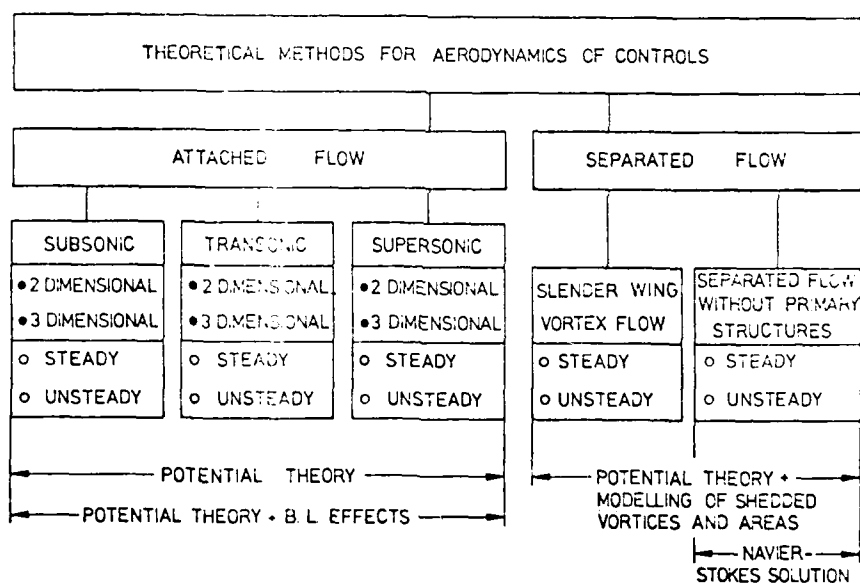 THEORETICAL METHODS FOR AERODYNAMICS OF CONTROLS
ATTACHED FLOW
SEPARATED FLOW
SUBSONIC
• 2 DIMENSIONAL
• 3 DIMENSIONAL
○ STEADY
○ UNSTEADY
TRANSONIC
• 2 DIMENSIONAL
• 3 DIMENSIONAL
○ STEADY
○ UNSTEADY
SUPERSONIC
• 2 DIMENSIONAL
• 3 DIMENSIONAL
○ STEADY
○ UNSTEADY
SLENDER WING
VORTEX FLOW
○ STEADY
○ UNSTEADY
SEPARATED FLOW
WITHOUT PRIMARY
STRUCTURES
○ STEADY
○ UNSTEADY
POTENTIAL THEORY
POTENTIAL THEORY + B.L. EFFECTS
POTENTIAL THEORY +
MODELLING OF SHEDDED
VORTICES AND AREAS
NAVIER-
STOKES SOLUTION